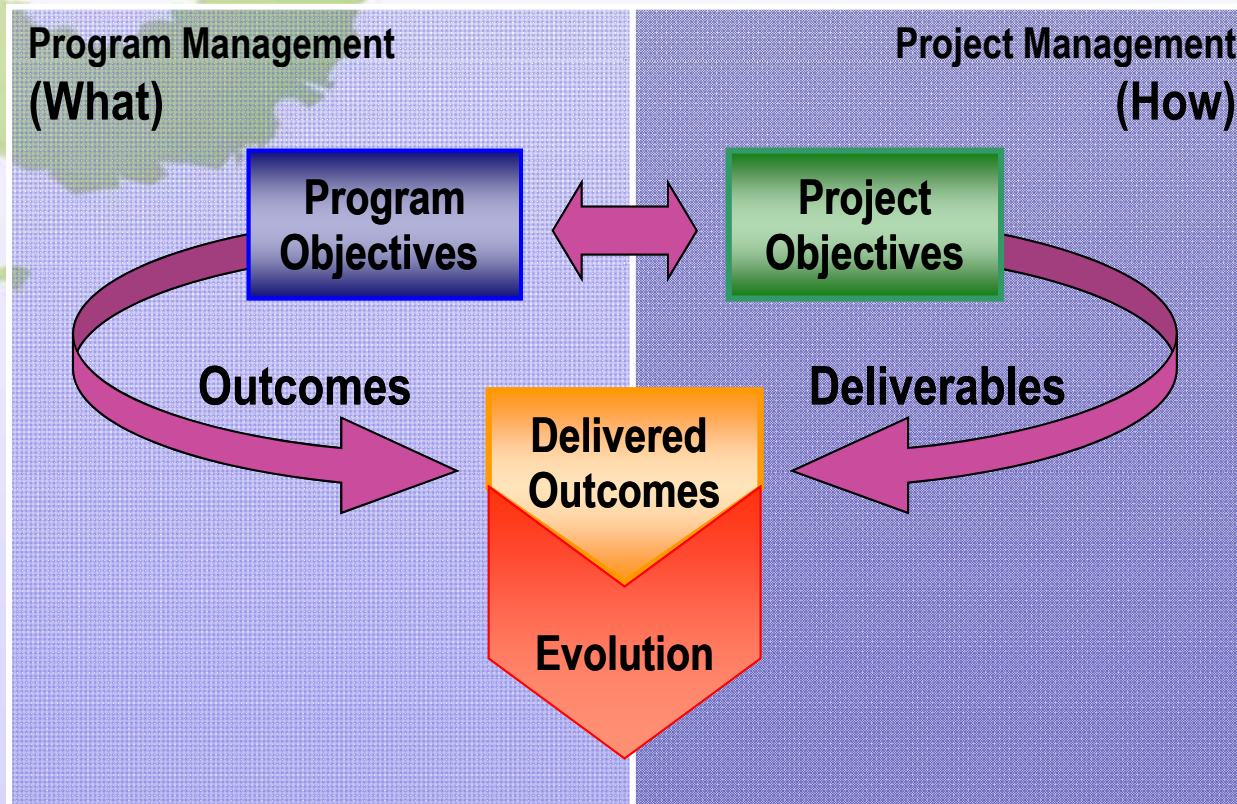 Program Management
(What)
Project Management
(How)
Program
Objectives
Project
Objectives
Outcomes
Deliverables
Delivered
Outcomes
Evolution